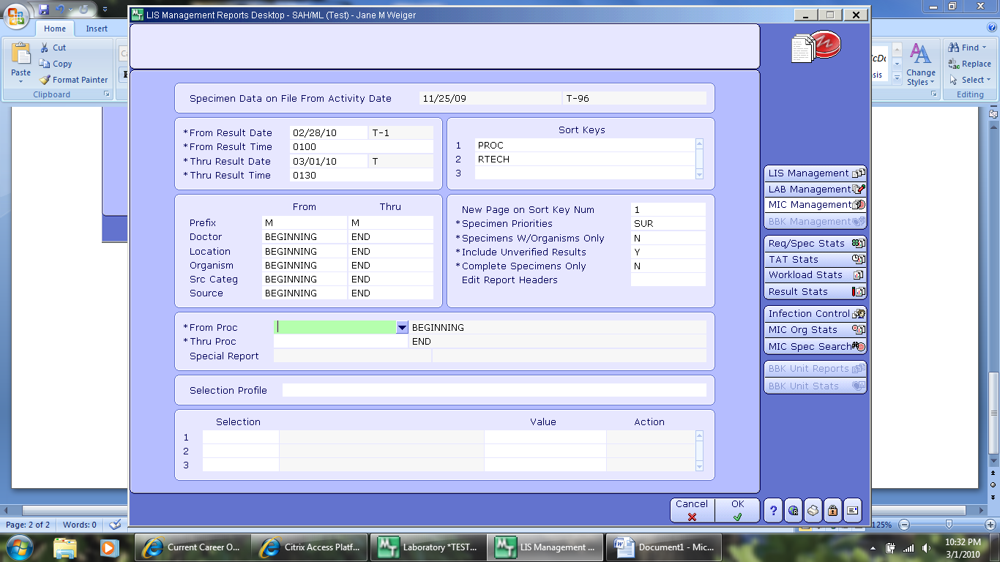 LIS Management Reports Desktop - SAH/ML (Test) - Jane M Weiger
Home Insert
Cut
Copy
Format Painter
Paste
Clipboard
Find
Replace
Select
Editing
Change
Styles
Specimen Data on File From Activity Date 11/25/09 T-96
*From Result Date 02/28/10 T-1
*From Result Time 0100
*Thru Result Date 03/01/10 T
*Thru Result Time 0130
Sort Keys
1 PROC
2 RTECH
3
From Thru
Prefix M M
Doctor BEGINNING END
Location BEGINNING END
Organism BEGINNING END
Src Categ BEGINNING END
Source BEGINNING END
New Page on Sort Key Num 1
*Specimen Priorities SUR
*Specimens W/Organisms Only N
*Include Unverified Results Y
*Complete Specimens Only N
Edit Report Headers
*From Proc BEGINNING
*Thru Proc END
Special Report
Selection Profile
Selection Value Action
1
2
3
Cancel OK
LIS Management
LAB Management
MIC Management
BBK Management
Req/Spec Stats
TAT Stats
Workload Stats
Result Stats
Infection Control
MIC Org Stats
MIC Spec Search
BBK Unit Reports
BBK Unit Stats
Page: 2 of 2 Words: 0 125%
Current Career O... Citrix Access Platf... Laboratory *TEST... LIS Management ... Document1 - Mic...
10:32 PM
3/1/2010